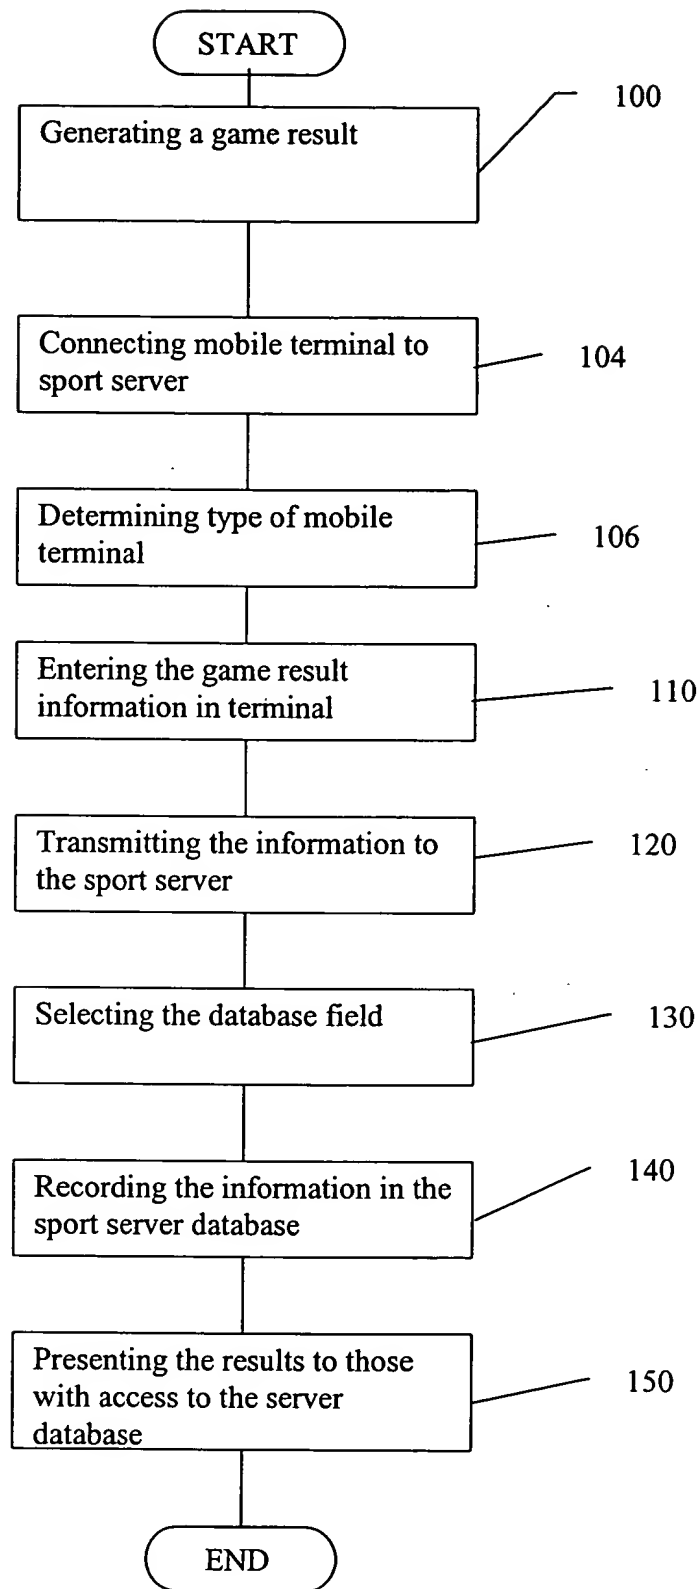 START
100
Generating a game result
Connecting mobile terminal to
sport server
104
Determining type of mobile
terminal
106
Entering the game result
information in terminal
110
Transmitting the information to
the sport server
120
Selecting the database field
130
Recording the information in the
sport server database
140
Presenting the results to those
with access to the server
database
150
END